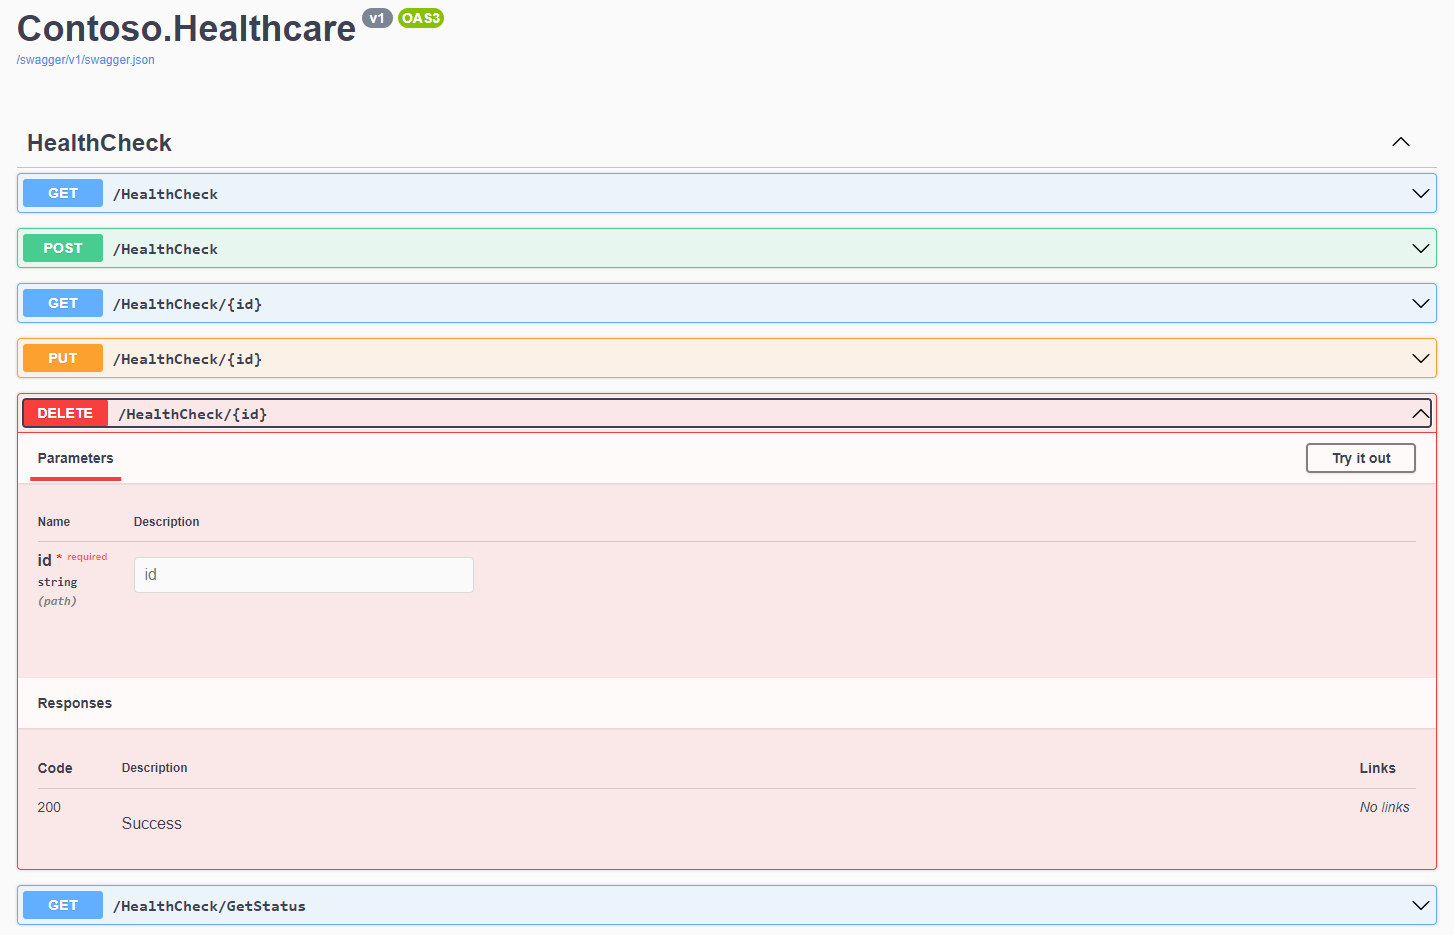 Contoso.Healthcare v1 OAS3
/swagger/v1/swagger.json
HealthCheck
GET /HealthCheck
POST /HealthCheck
GET /HealthCheck/{id}
PUT /HealthCheck/{id}
DELETE /HealthCheck/{id}
Parameters Try it out
Name Description
id * required
string
(path)
id
Responses
Code Description Links
200 Success No links
GET /HealthCheck/GetStatus